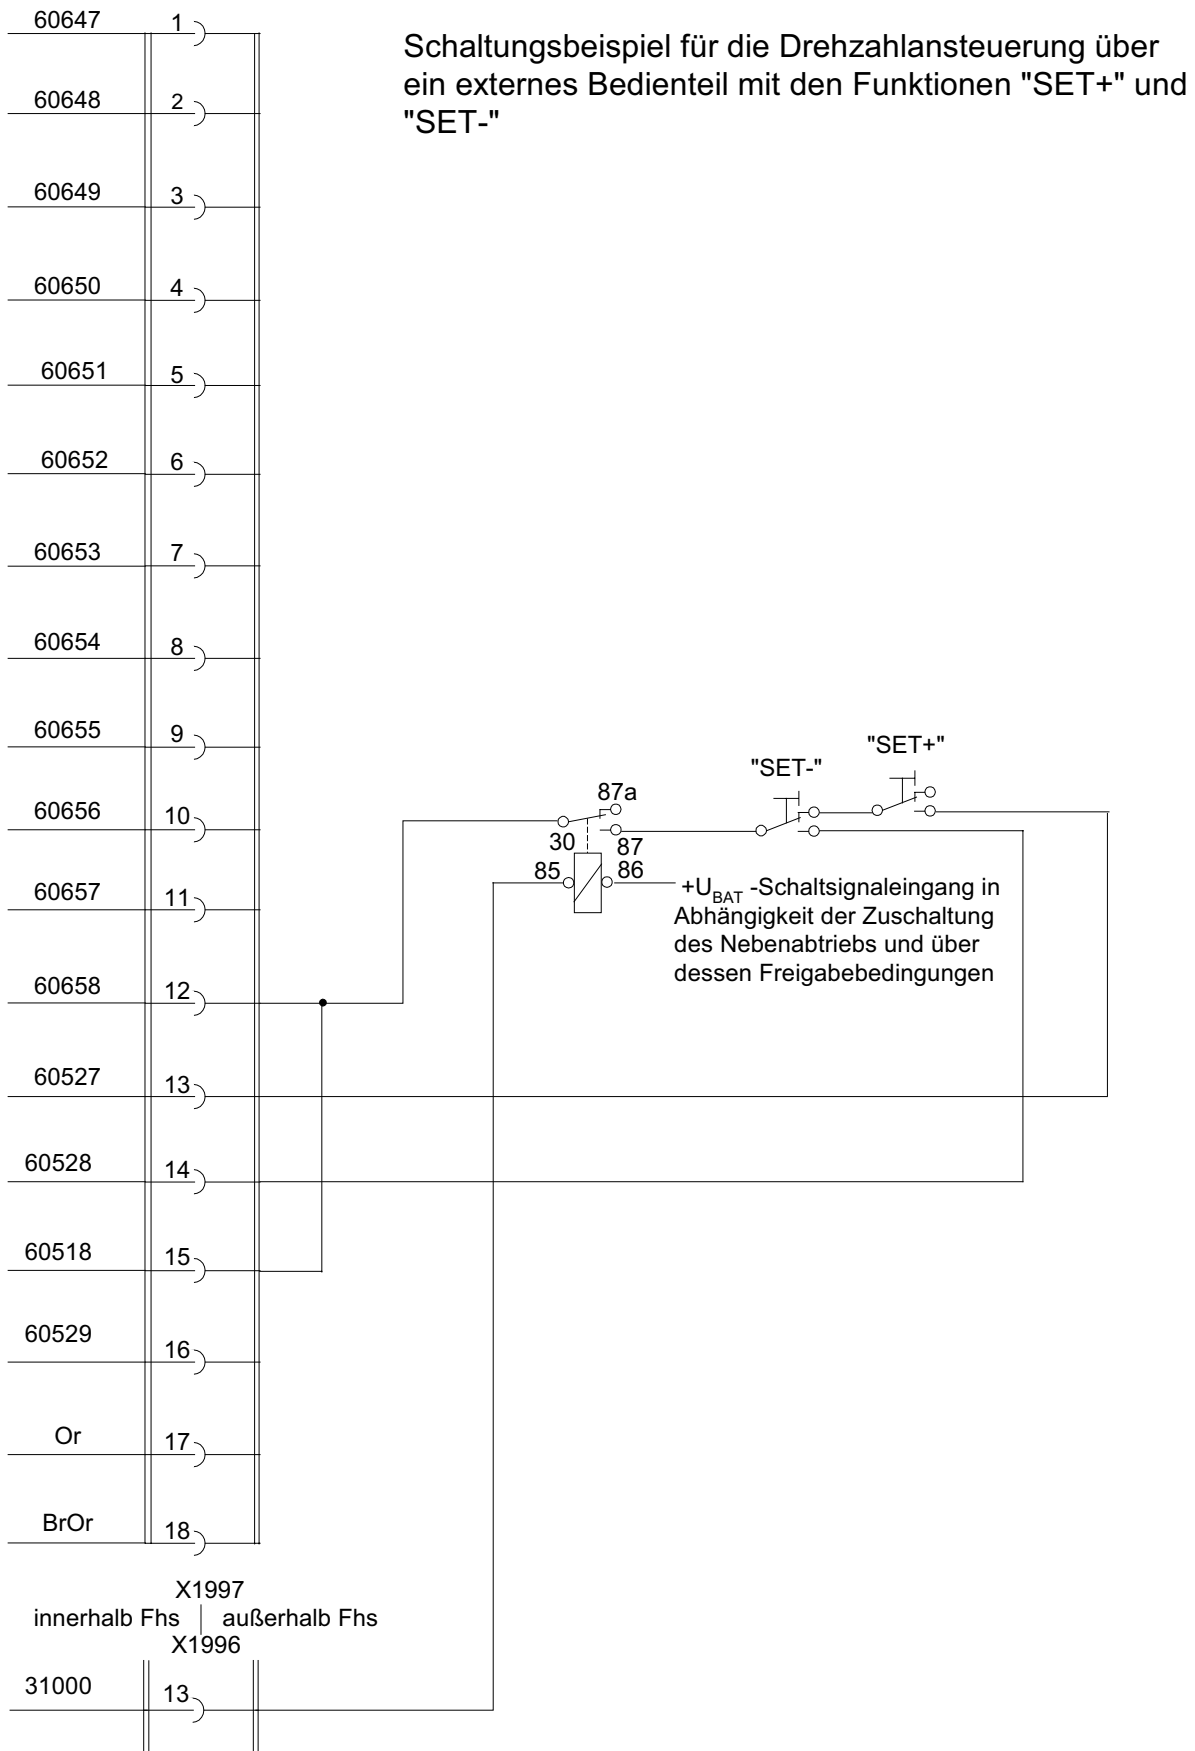 Schaltungsbeispiel für die Drehzahlansteuerung über
ein externes Bedienteil mit den Funktionen "SET+" und
"SET-"
60647 1
60648 2
60649 3
60650 4
60651 5
60652 6
60653 7
60654 8
60655 9
60656 10
60657 11
60658 12
60527 13
60528 14
60518 15
60529 16
Or 17
BrOr 18
"SET+"
"SET-"
87a
30 87
85 86
+UBAT -Schaltsignaleingang in
Abhängigkeit der Zuschaltung
des Nebenabtriebs und über
dessen Freigabebedingungen
X1997
innerhalb Fhs außerhalb Fhs
X1996
31000 13